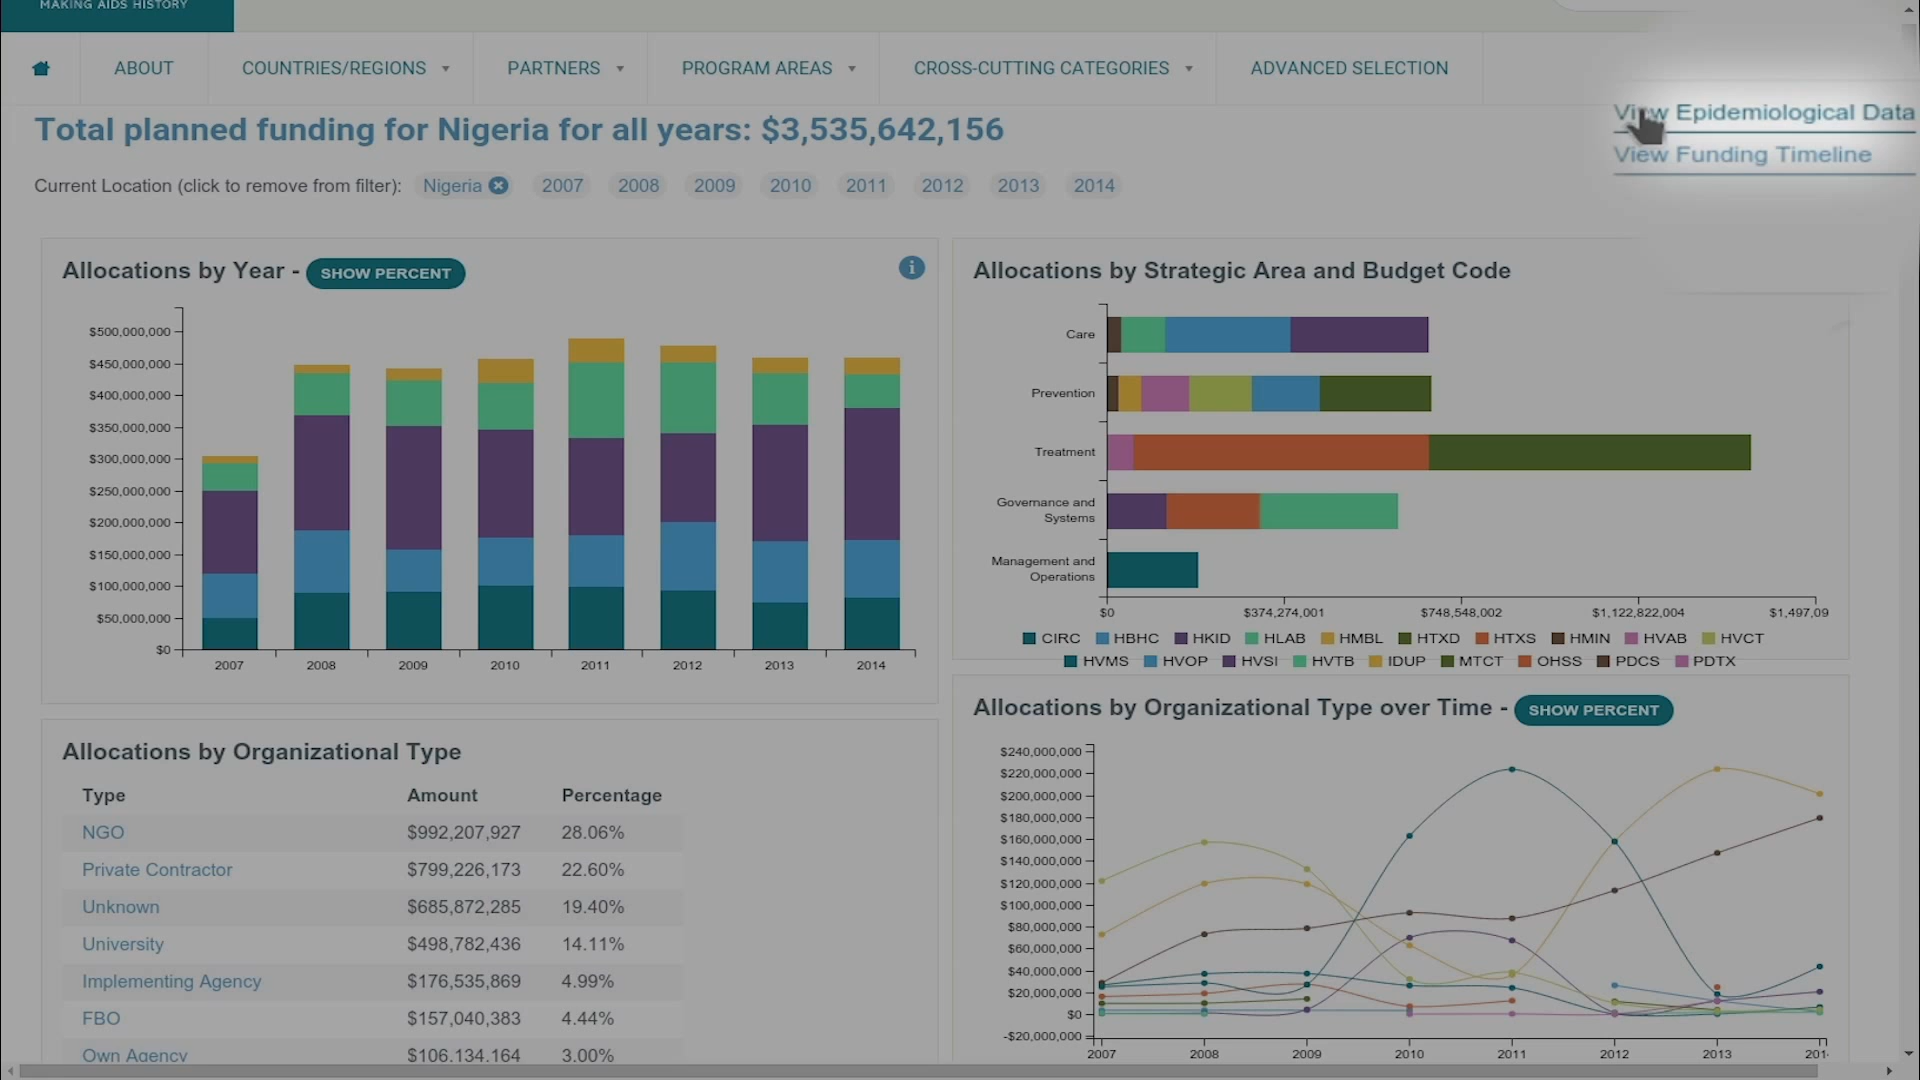 MAKING AIDS HISTORY
ABOUT COUNTRIES/REGIONS PARTNERS PROGRAM AREAS CROSS-CUTTING CATEGORIES ADVANCED SELECTION
View Epidemiological Data
View Funding Timeline
Total planned funding for Nigeria for all years: $3,535,642,156
Current Location (click to remove from filter): Nigeria 2007 2008 2009 2010 2011 2012 2013 2014
Allocations by Year - SHOW PERCENT
$500,000,000
$450,000,000
$400,000,000
$350,000,000
$300,000,000
$250,000,000
$200,000,000
$150,000,000
$100,000,000
$50,000,000
$0
2007 2008 2009 2010 2011 2012 2013 2014
Allocations by Strategic Area and Budget Code
Care
Prevention
Treatment
Governance and
Systems
Management and
Operations
$0 $374,274,001 $748,548,002 $1,122,822,004 $1,497,09
CIRC HBHC HKID HLAB HMBL HTXD HTXS HMIN HVAB HVCT
HVMS HVOP HVSI HVTB IDUP MTCT OHSS PDCS PDTX
Allocations by Organizational Type
Type Amount Percentage
NGO $992,207,927 28.06%
Private Contractor $799,226,173 22.60%
Unknown $685,872,285 19.40%
University $498,782,436 14.11%
Implementing Agency $176,535,869 4.99%
FBO $157,040,383 4.44%
Own Agency $106,134,164 3.00%
Allocations by Organizational Type over Time - SHOW PERCENT
$240,000,000
$220,000,000
$200,000,000
$180,000,000
$160,000,000
$140,000,000
$120,000,000
$100,000,000
$80,000,000
$60,000,000
$40,000,000
$20,000,000
$0
-$20,000,000
2007 2008 2009 2010 2011 2012 2013 201